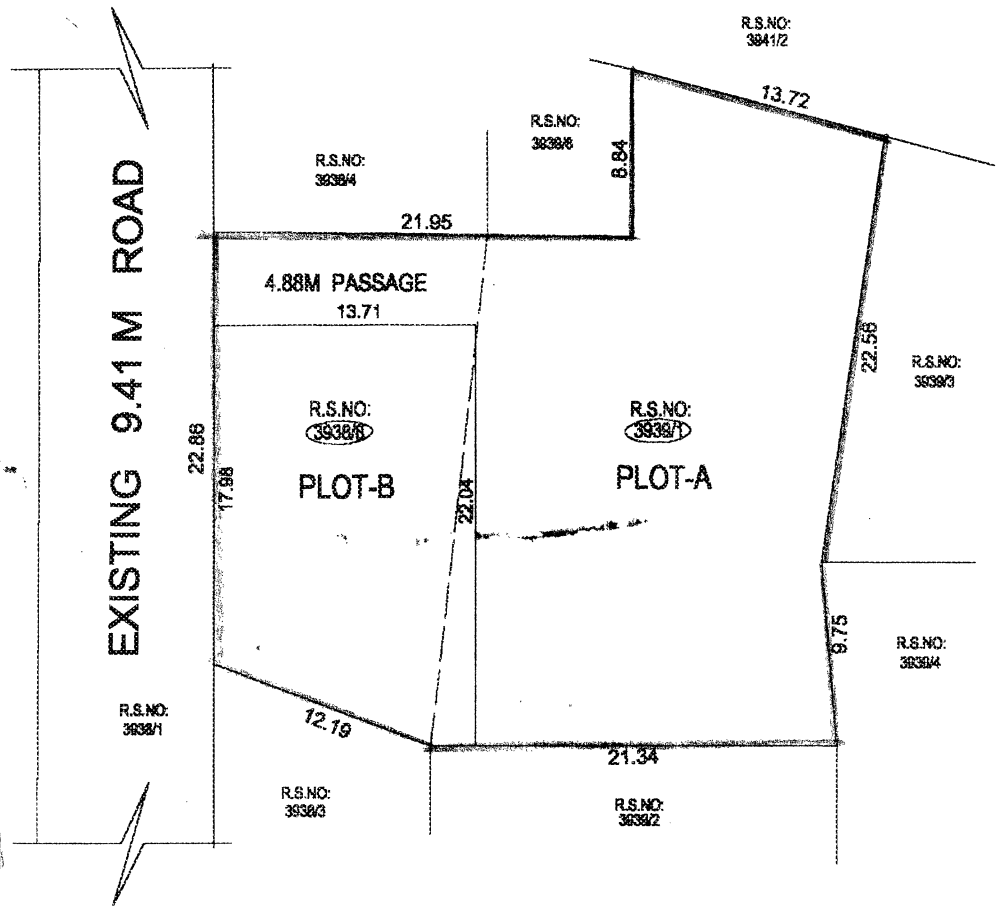 R.S.NO:
3941/2
13.72
R.S.NO:
3939/6
R.S.NO:
3938/4
8.84
21.95
4.88M PASSAGE
13.71
EXISTING 9.41 M ROAD
22.58
R.S.NO:
3939/3
R.S.NO:
3938/8
R.S.NO:
3939/1
22.86
17.98
PLOT-B
PLOT-A
22.04
9.75
R.S.NO:
3939/4
R.S.NO:
3938/1
12.19
21.34
R.S.NO:
3938/3
R.S.NO:
3939/2